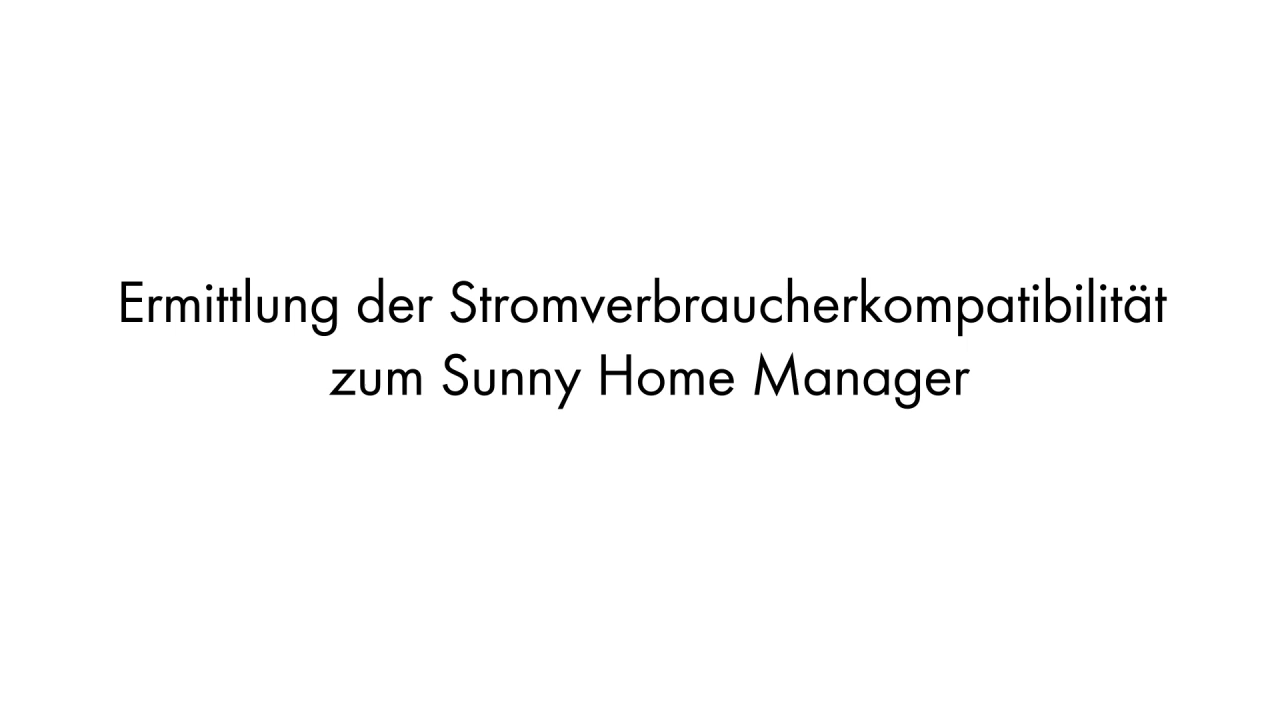 Ermittlung der Stromverbraucherkompatibilität
zum Sunny Home Manager